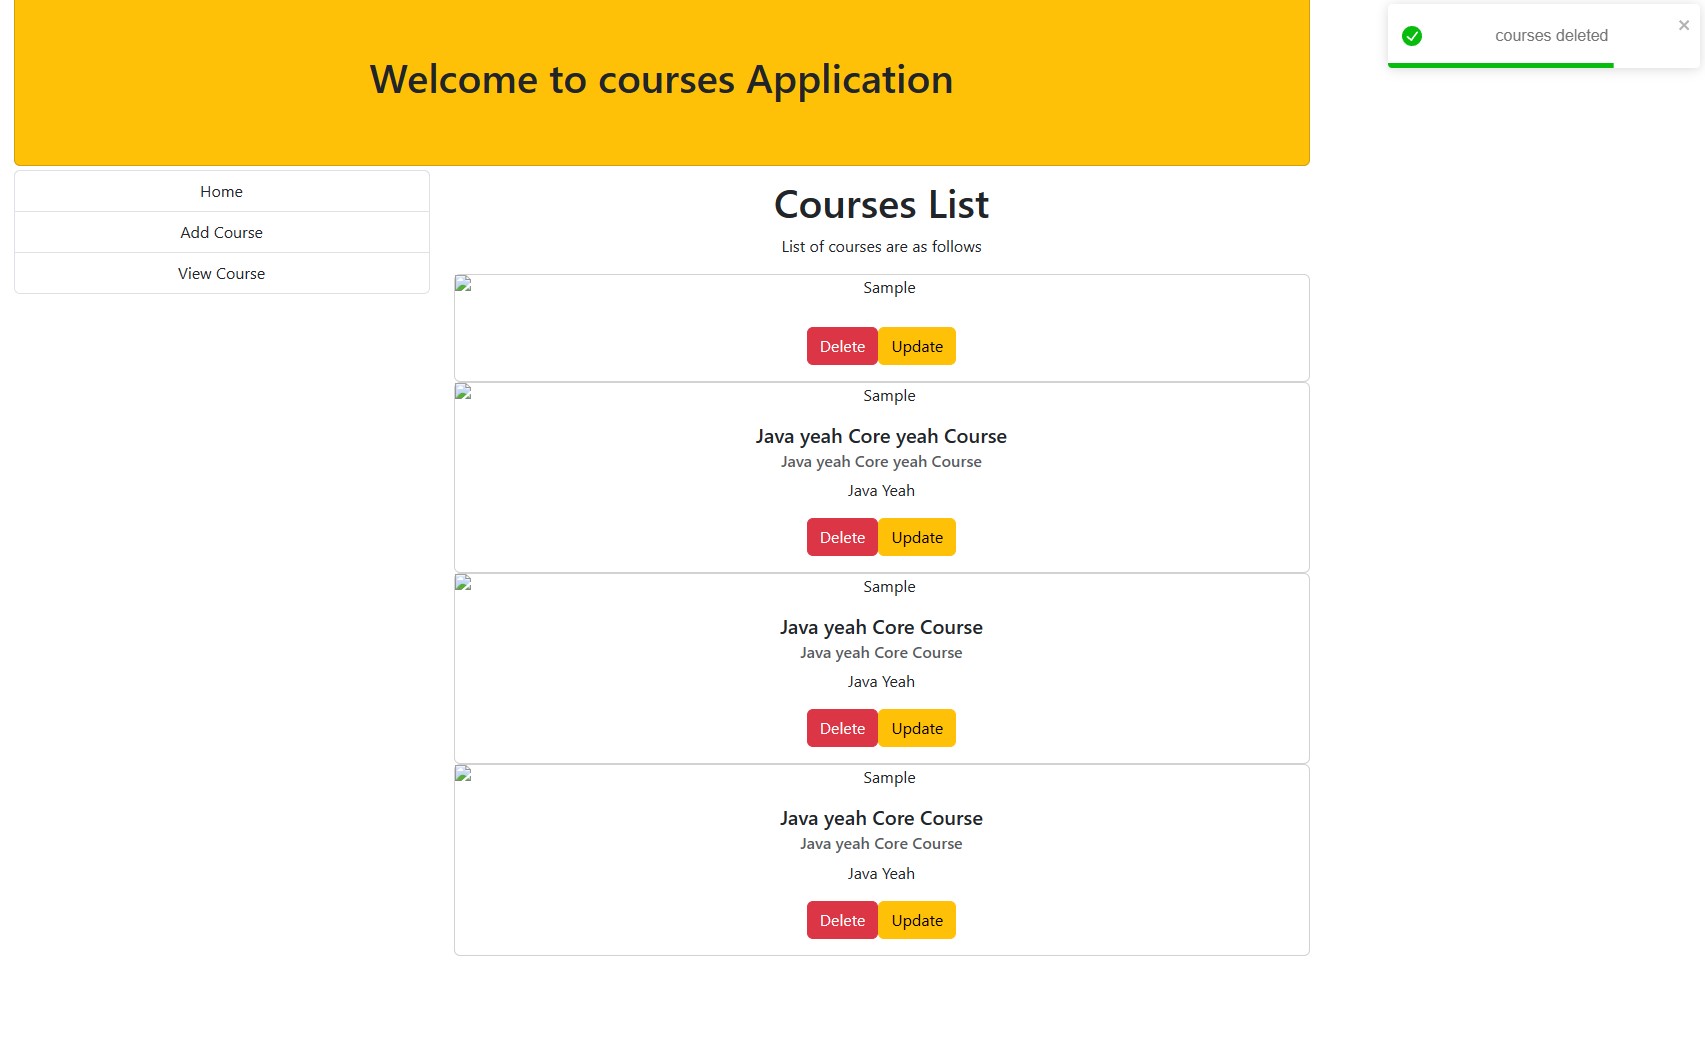 Welcome to courses Application
courses deleted
Home
Add Course
View Course
Courses List
List of courses are as follows
Sample
Delete Update
Sample
Java yeah Core yeah Course
Java yeah Core yeah Course
Java Yeah
Delete Update
Sample
Java yeah Core Course
Java yeah Core Course
Java Yeah
Delete Update
Sample
Java yeah Core Course
Java yeah Core Course
Java Yeah
Delete Update